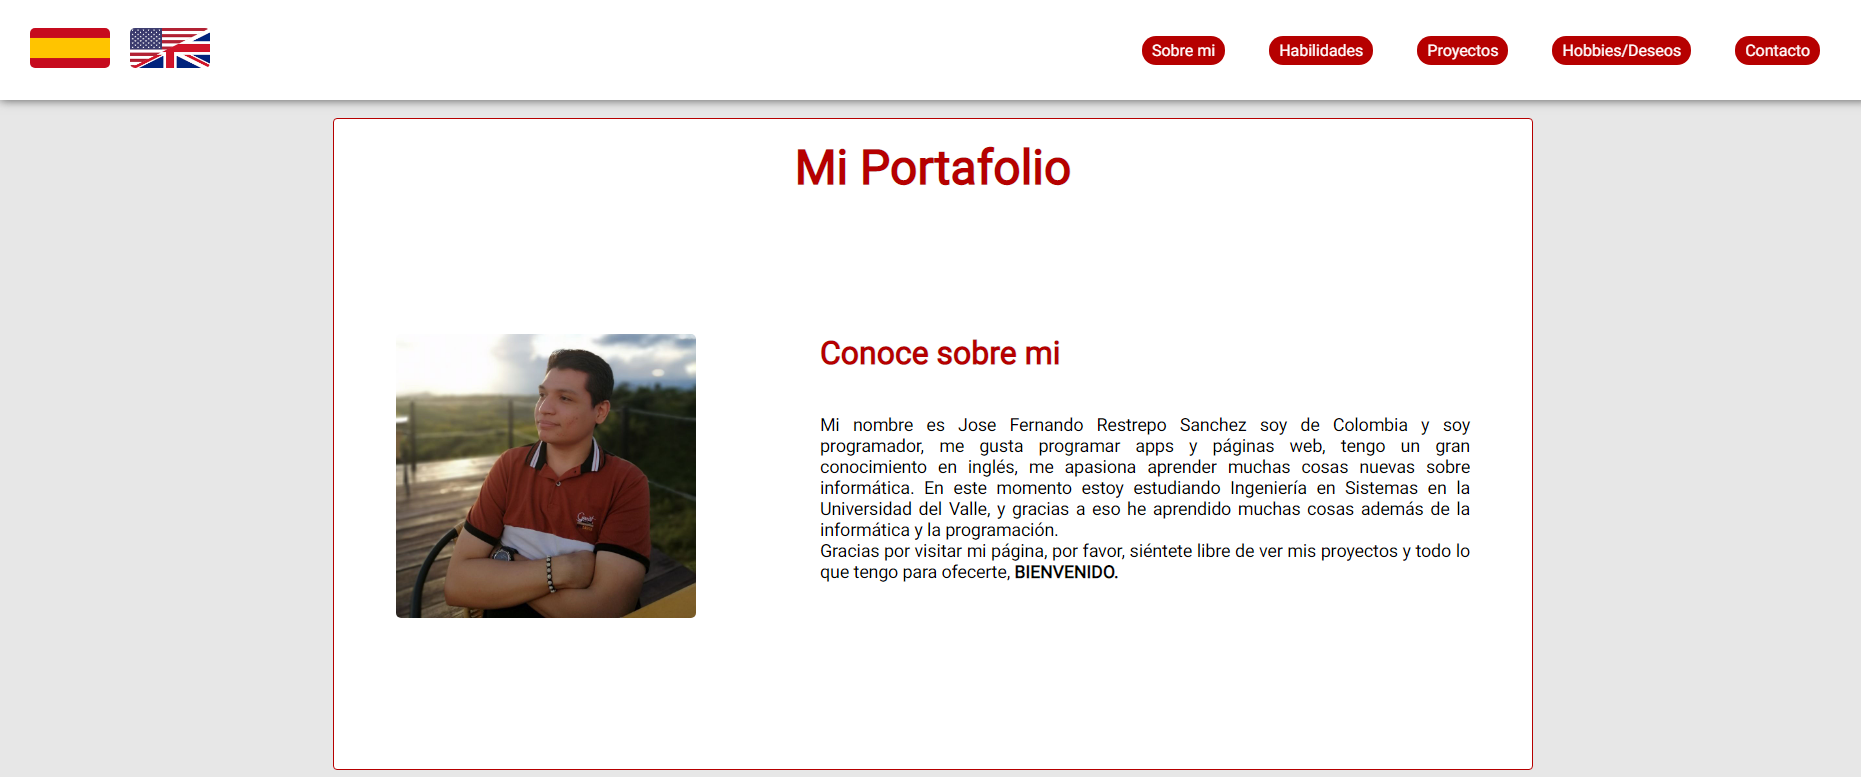 Sobre mi
Habilidades
Proyectos
Hobbies/Deseos
Contacto
Mi Portafolio
Conoce sobre mi
Mi nombre es Jose Fernando Restrepo Sanchez soy de Colombia y soy
programador, me gusta programar apps y páginas web, tengo un gran
conocimiento en inglés, me apasiona aprender muchas cosas nuevas sobre
informática. En este momento estoy estudiando Ingeniería en Sistemas en la
Universidad del Valle, y gracias a eso he aprendido muchas cosas además de la
informática y la programación.
Gracias por visitar mi página, por favor, siéntete libre de ver mis proyectos y todo lo
que tengo para ofecerte, BIENVENIDO.